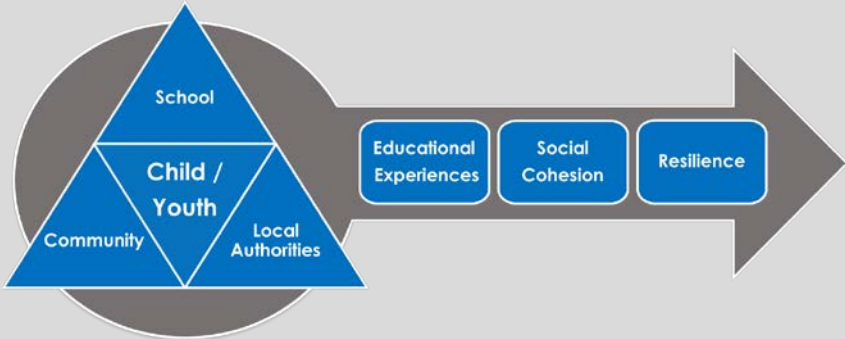 School
Child /
Youth
Community
Local
Authorities
Educational
Experiences
Social
Cohesion
Resilience